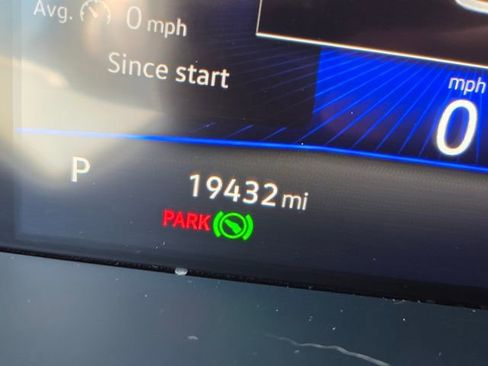 Avg. 0 mph
Since start
mph
0
P
19432 mi
PARK